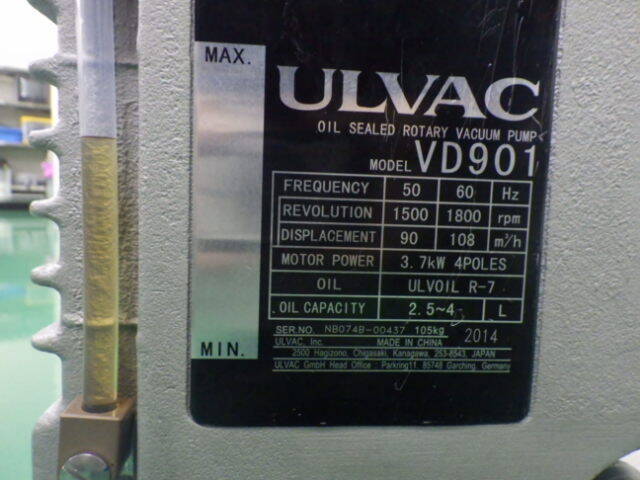 MAX.
ULVAC
OIL SEALED ROTARY VACUUM PUMP
MODEL VD901
FREQUENCY 50 60 Hz
REVOLUTION 1500 1800 rpm
DISPLACEMENT 90 108 m³/h
MOTOR POWER 3.7kW 4POLES
OIL ULVOIL R-7
OIL CAPACITY 2.5~4 L
SER.NO. NB074B-00437 105kg 2014
ULVAC, Inc. MADE IN CHINA
2500 Hagizono, Chigasaki, Kanagawa, 253-8543, JAPAN
ULVAC GmbH Head Office : Parkring11, 85748 Garching, Germany
MIN.